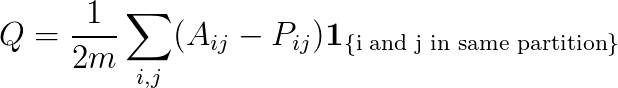 Q = \frac{1}{2m} \sum_{i,j} (A_{ij} - P_{ij}) \mathbf{1}_{\{\text{i and j in same partition}\}}